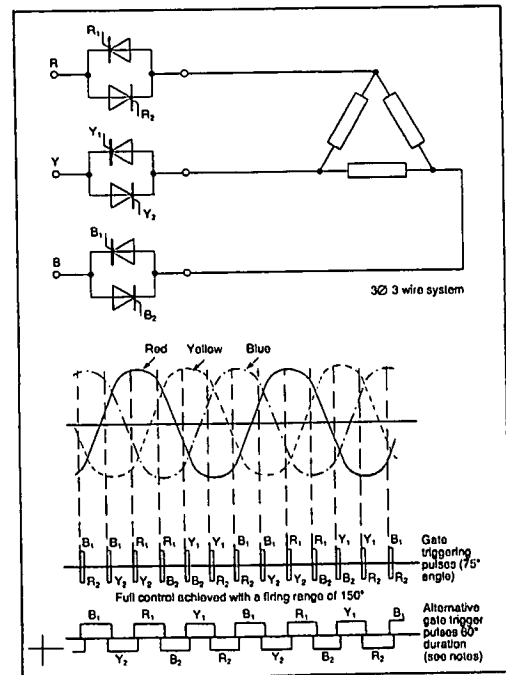 R₁
R
R₂
Y₁
Y
Y₂
B₁
B
B₂
3Ø 3 wire system
Red Yellow Blue
B₁ B₁ R₁ R₁ Y₁ Y₁ B₁ B₁ R₁ R₁ Y₁ Y₁ B₁
R₂ Y₂ Y₂ B₂ B₂ R₂ R₂ Y₂ Y₂ B₂ B₂ R₂ R₂
Gate
triggering
pulses (75°
angle)
Full control achieved with a firing range of 150°
B₁ R₁ Y₁ B₁ R₁ Y₁ B₁
Y₂ B₂ R₂ Y₂ B₂ R₂
Alternative
gate trigger
pulses 60°
duration
(see notes)